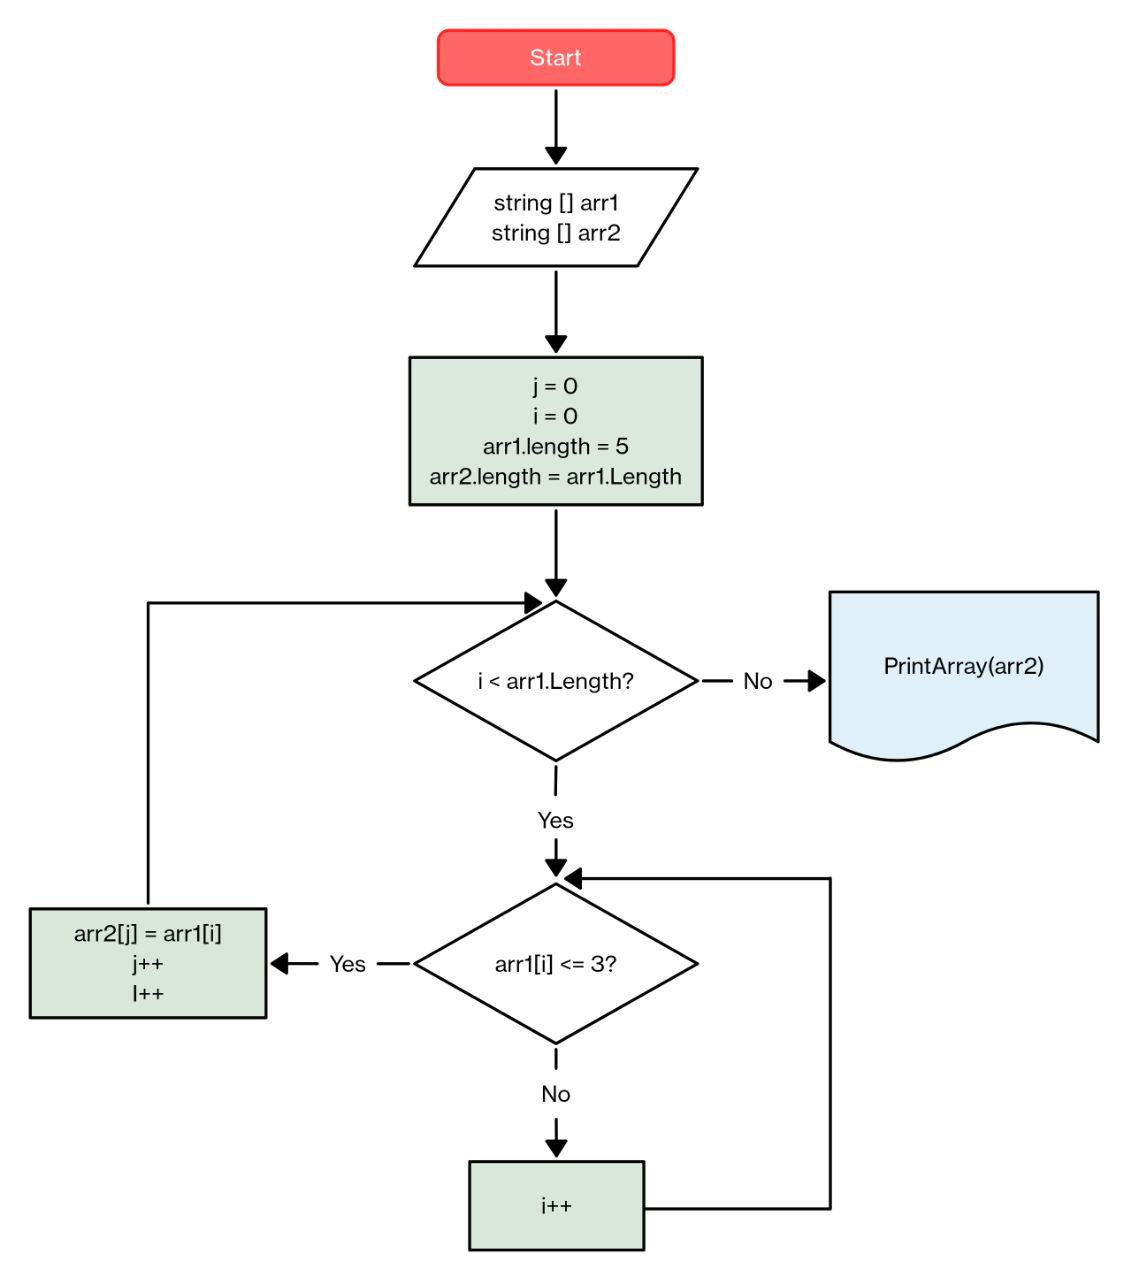 Start
string [] arr1
string [] arr2
j = 0
i = 0
arr1.length = 5
arr2.length = arr1.Length
i < arr1.Length?
No
PrintArray(arr2)
Yes
arr1[i] <= 3?
Yes
arr2[j] = arr1[i]
j++
I++
No
i++